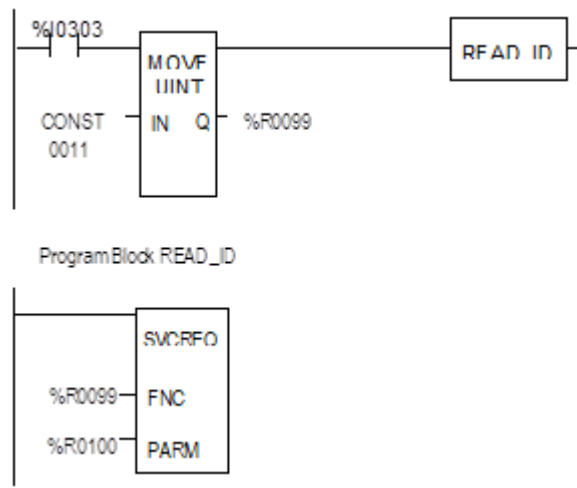 %I0303
MOVE
UINT
READ_ID
CONST
0011
IN Q
%R0099
Program Block READ_ID
SVCREQ
%R0099
FNC
%R0100
PARM